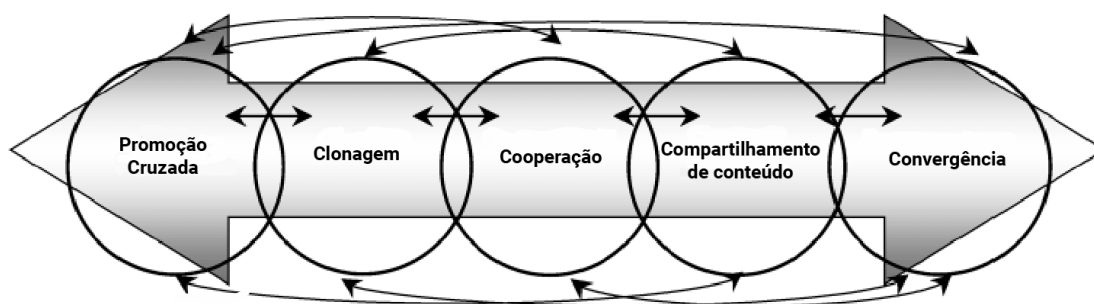 Promoção
Cruzada
Clonagem
Cooperação
Compartilhamento
de conteúdo
Convergência